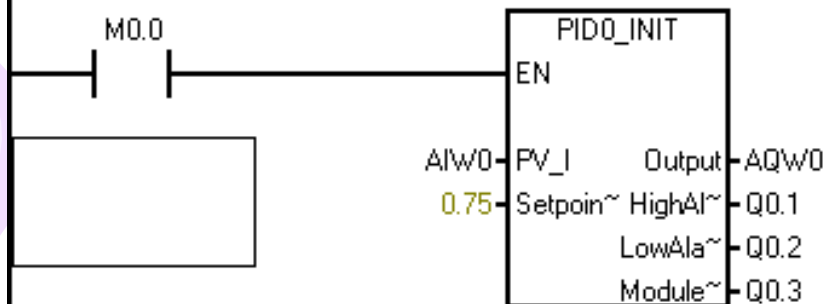 M0.0
PID0_INIT
EN
AIW0 PV_I Output AQW0
0.75 Setpoin~ HighAl~ Q0.1
LowAla~ Q0.2
Module~ Q0.3